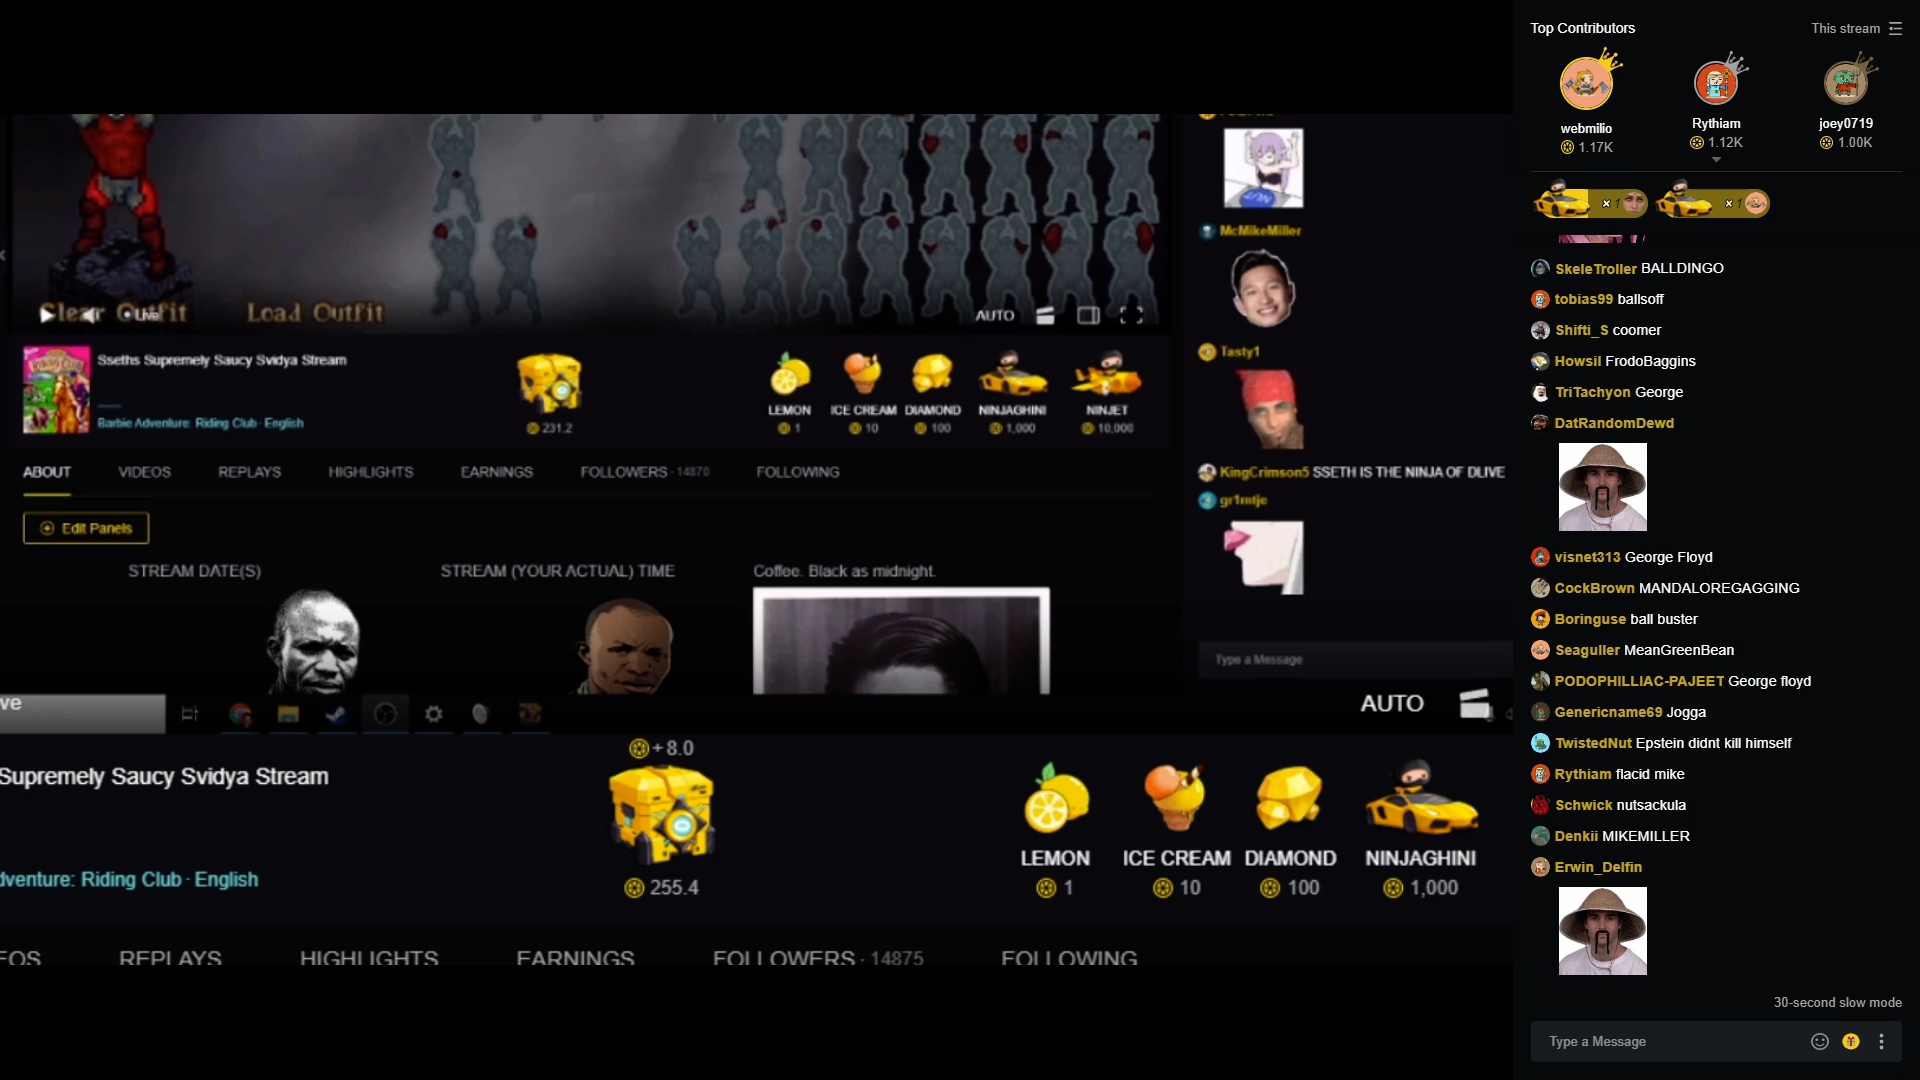 Clear Outfit
Load Outfit
Live
AUTO
Sseths Supremely Saucy Svidya Stream
Barbie Adventure: Riding Club · English
231.2
LEMON
1
ICE CREAM
10
DIAMOND
100
NINJAGHINI
1,000
NINJET
10,000
ABOUT
VIDEOS
REPLAYS
HIGHLIGHTS
EARNINGS
FOLLOWERS · 14870
FOLLOWING
Edit Panels
STREAM DATE(S)
STREAM (YOUR ACTUAL) TIME
Coffee. Black as midnight.
McMikeMiller
Tasty1
KingCrimson5 SSETH IS THE NINJA OF DLIVE
gr1mtje
Type a Message
ve
AUTO
+ 8.0
Supremely Saucy Svidya Stream
dventure: Riding Club · English
255.4
LEMON
1
ICE CREAM
10
DIAMOND
100
NINJAGHINI
1,000
EOS
REPLAYS
HIGHLIGHTS
EARNINGS
FOLLOWERS · 14875
FOLLOWING
Top Contributors
This stream
webmilio
1.17K
Rythiam
1.12K
joey0719
1.00K
× 1
× 1
SkeleTroller BALLDINGO
tobias99 ballsoff
Shifti_S coomer
Howsil FrodoBaggins
TriTachyon George
DatRandomDewd
visnet313 George Floyd
CockBrown MANDALOREGAGGING
Boringuse ball buster
Seaguller MeanGreenBean
PODOPHILLIAC-PAJEET George floyd
Genericname69 Jogga
TwistedNut Epstein didnt kill himself
Rythiam flacid mike
Schwick nutsackula
Denkii MIKEMILLER
Erwin_Delfin
30-second slow mode
Type a Message